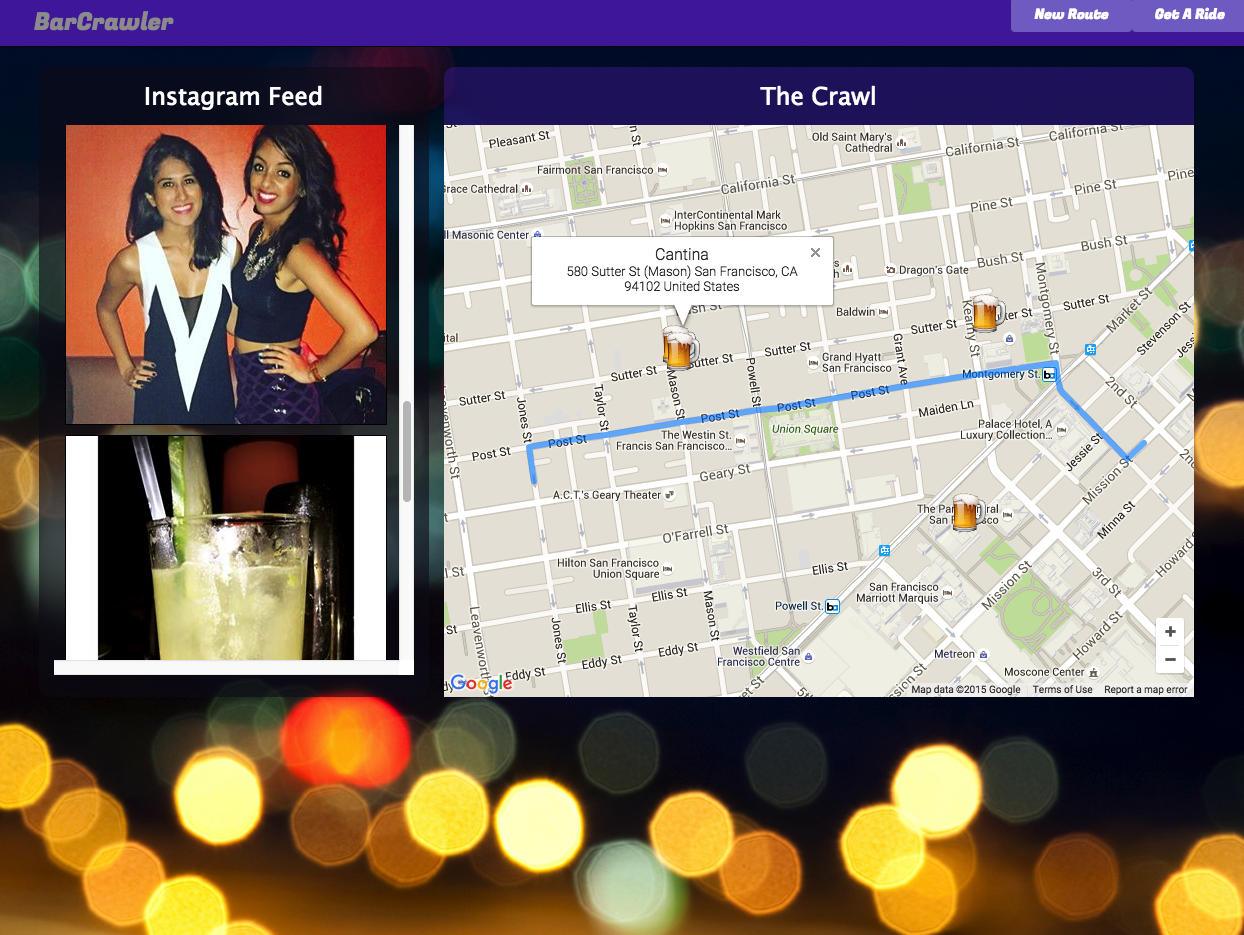 BarCrawler
New Route
Get A Ride
Instagram Feed
The Crawl
Pleasant St
Old Saint Mary's
Cathedral
California St
California St
Fairmont San Francisco
Grace Cathedral
California St
Pine St
Pine
InterContinental Mark
Hopkins San Francisco
Pine St
Masonic Center
Bush St
Bush St
Cantina
580 Sutter St (Mason) San Francisco, CA
94102 United States
Dragon's Gate
Montgomery St
Market St
Stevenson St
Sutter St
Kearny St
Baldwin
Sutter St
Sutter St
Grand Hyatt
San Francisco
Grant Ave
Sutter St
Sutter St
Sutter St
Mason St
Powell St
Taylor St
Jones St
Montgomery St.
2nd St
Post St
Post St
Post St
Post St
Post St
Maiden Ln
Union Square
The Westin St.
Francis San Francisco...
Palace Hotel, A
Luxury Collection...
Jessie St
Mission St
Geary St
Leavenworth St
A.C.T.'s Geary Theater
Minna St
O'Farrell St
Hilton San Francisco
Union Square
Ellis St
Ellis St
Ellis St
San Francisco
Marriott Marquis
Mission St
3rd St
Howard St
Howard
Powell St.
Jones St
Taylor St
Mason St
Leavenworth
Eddy St
Eddy St
Eddy St
Westfield San
Francisco Centre
Metreon
Moscone Center
+
−
Google
Map data ©2015 Google
Terms of Use
Report a map error